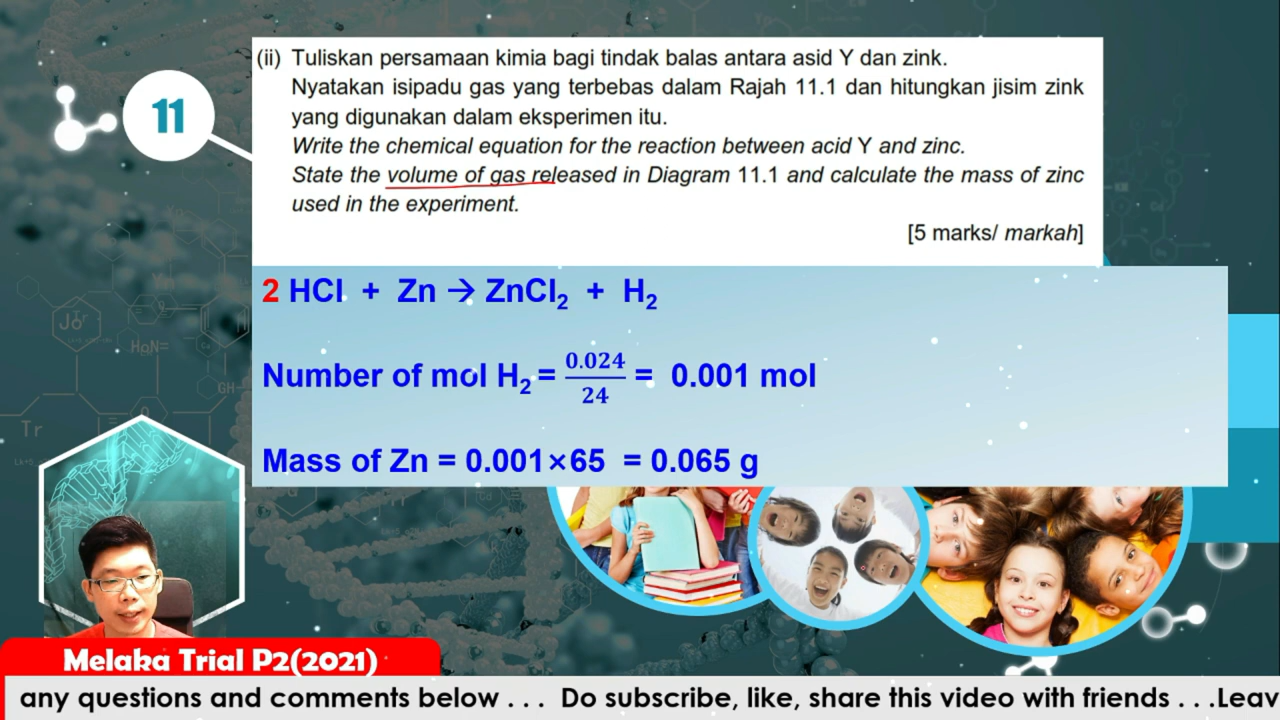 11
(ii) Tuliskan persamaan kimia bagi tindak balas antara asid Y dan zink.
Nyatakan isipadu gas yang terbebas dalam Rajah 11.1 dan hitungkan jisim zink
yang digunakan dalam eksperimen itu.
Write the chemical equation for the reaction between acid Y and zinc.
State the volume of gas released in Diagram 11.1 and calculate the mass of zinc
used in the experiment.
[5 marks/ markah]
2 HCl + Zn → ZnCl₂ + H₂
Number of mol H₂ = 0.024/24 = 0.001 mol
Mass of Zn = 0.001×65 = 0.065 g
Melaka Trial P2(2021)
any questions and comments below . . . Do subscribe, like, share this video with friends . . .Leav